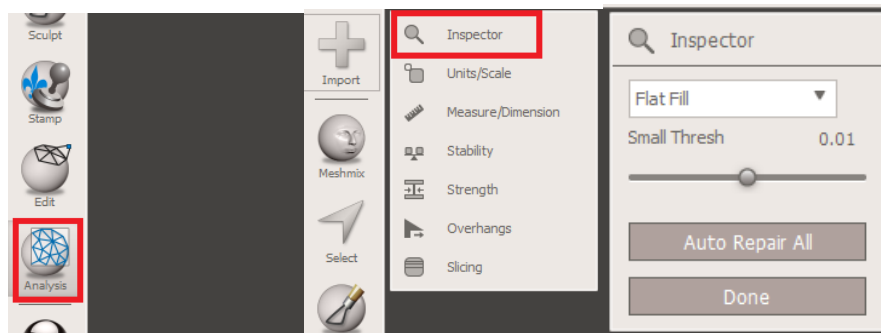 Sculpt
Stamp
Edit
Analysis
Import
Meshmix
Select
Inspector
Units/Scale
Measure/Dimension
Stability
Strength
Overhangs
Slicing
Inspector
Flat Fill
Small Thresh 0.01
Auto Repair All
Done